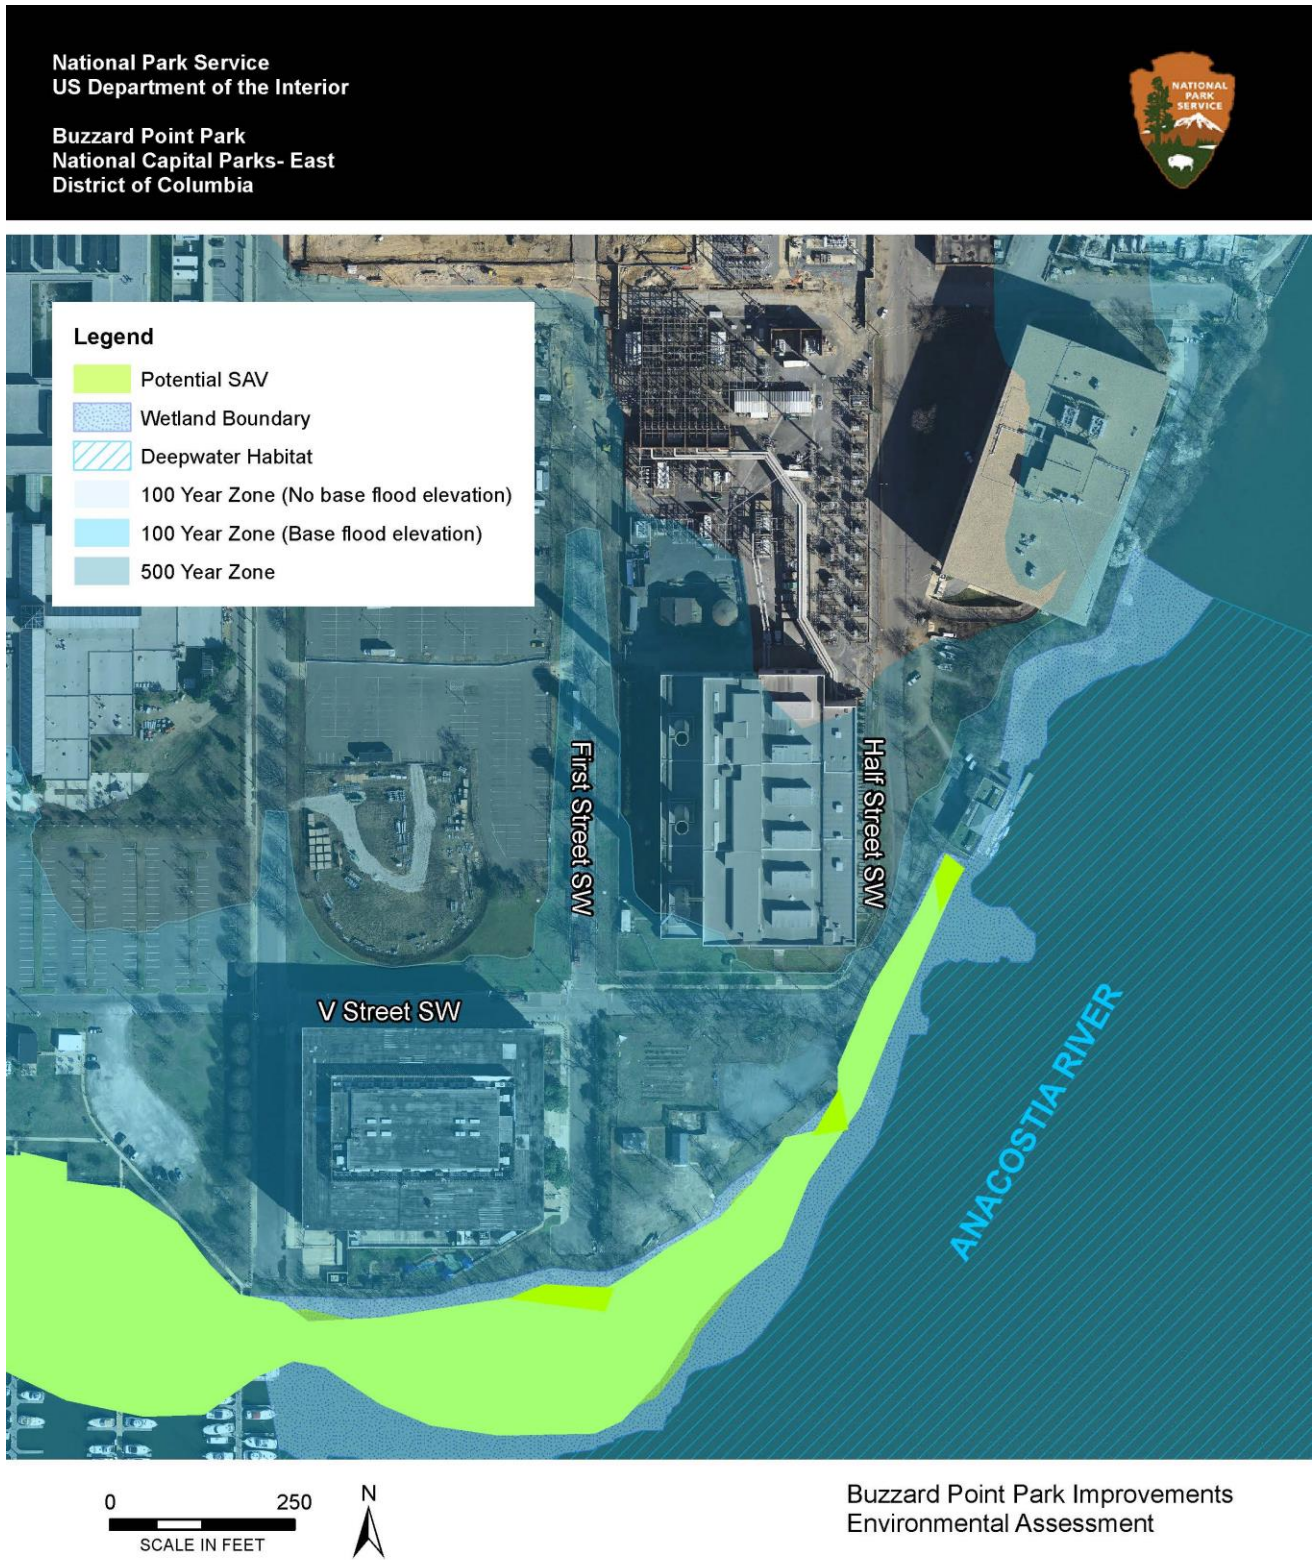 National Park Service
US Department of the Interior
Buzzard Point Park
National Capital Parks- East
District of Columbia
NATIONAL
PARK
SERVICE
Legend
Potential SAV
Wetland Boundary
Deepwater Habitat
100 Year Zone (No base flood elevation)
100 Year Zone (Base flood elevation)
500 Year Zone
First Street SW
Half Street SW
V Street SW
ANACOSTIA RIVER
0 250
SCALE IN FEET
N
Buzzard Point Park Improvements
Environmental Assessment